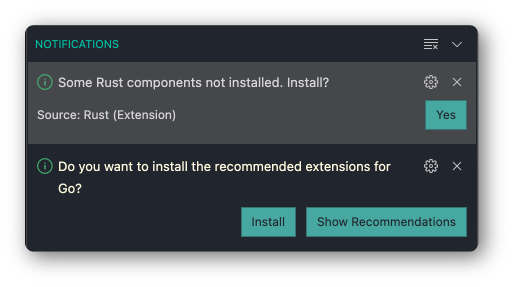 NOTIFICATIONS
Some Rust components not installed. Install?
Source: Rust (Extension)
Yes
Do you want to install the recommended extensions for
Go?
Install
Show Recommendations